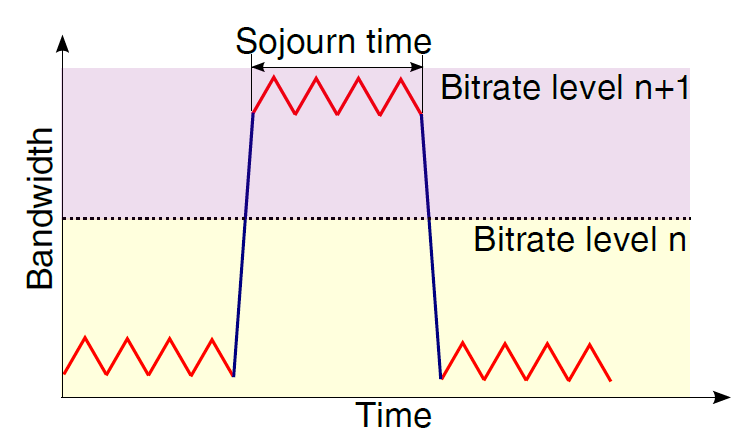 Sojourn time
Bitrate level n+1
Bandwidth
Bitrate level n
Time